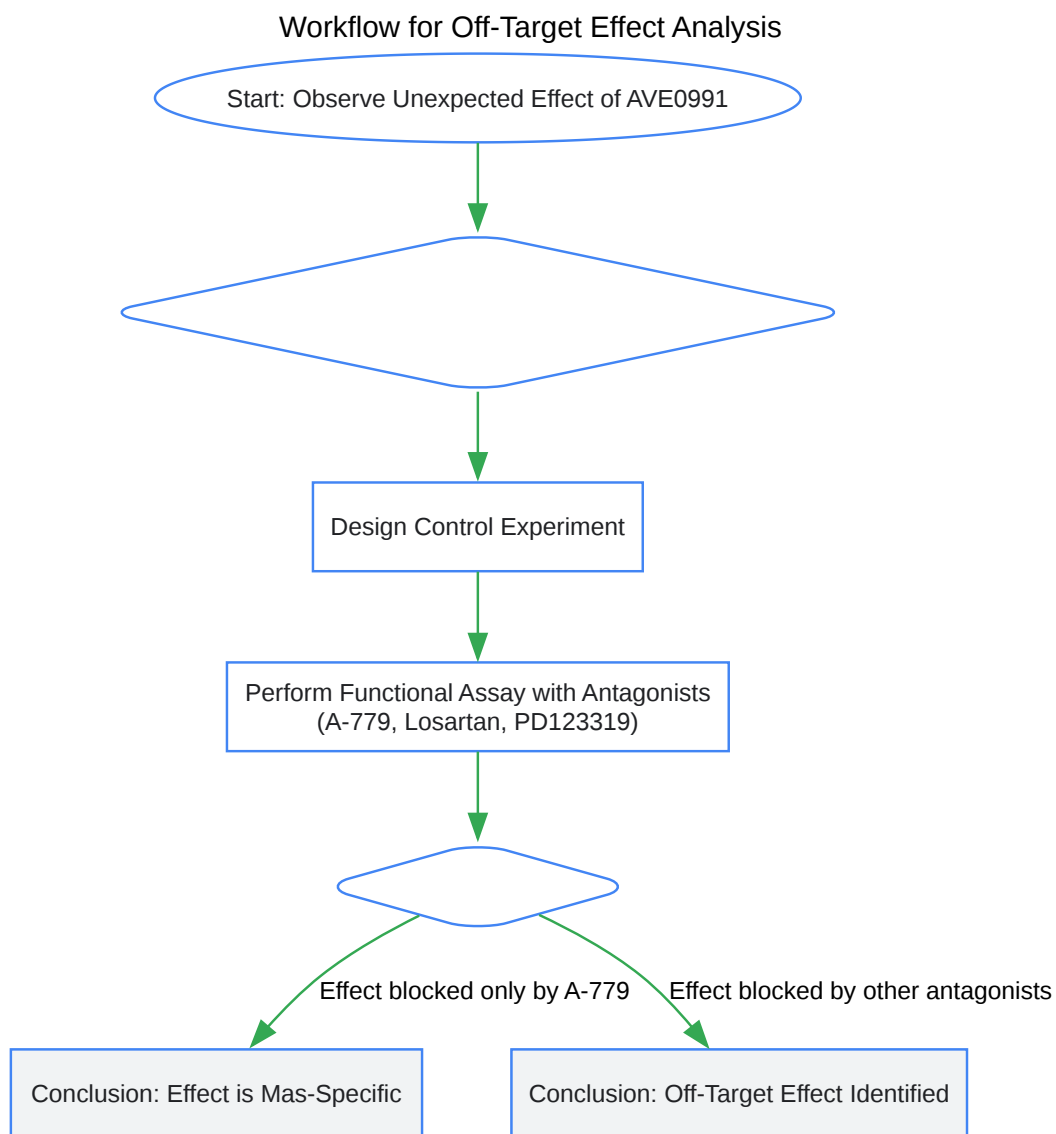 Workflow for Off-Target Effect Analysis
Start: Observe Unexpected Effect of AVE0991
Design Control Experiment
Perform Functional Assay with Antagonists
(A-779, Losartan, PD123319)
Effect blocked only by A-779
Effect blocked by other antagonists
Conclusion: Effect is Mas-Specific
Conclusion: Off-Target Effect Identified